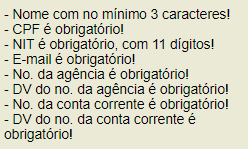 - Nome com no mínimo 3 caracteres!
- CPF é obrigatório!
- NIT é obrigatório, com 11 dígitos!
- E-mail é obrigatório!
- No. da agência é obrigatório!
- DV do no. da agência é obrigatório!
- No. da conta corrente é obrigatório!
- DV do no. da conta corrente é
obrigatório!